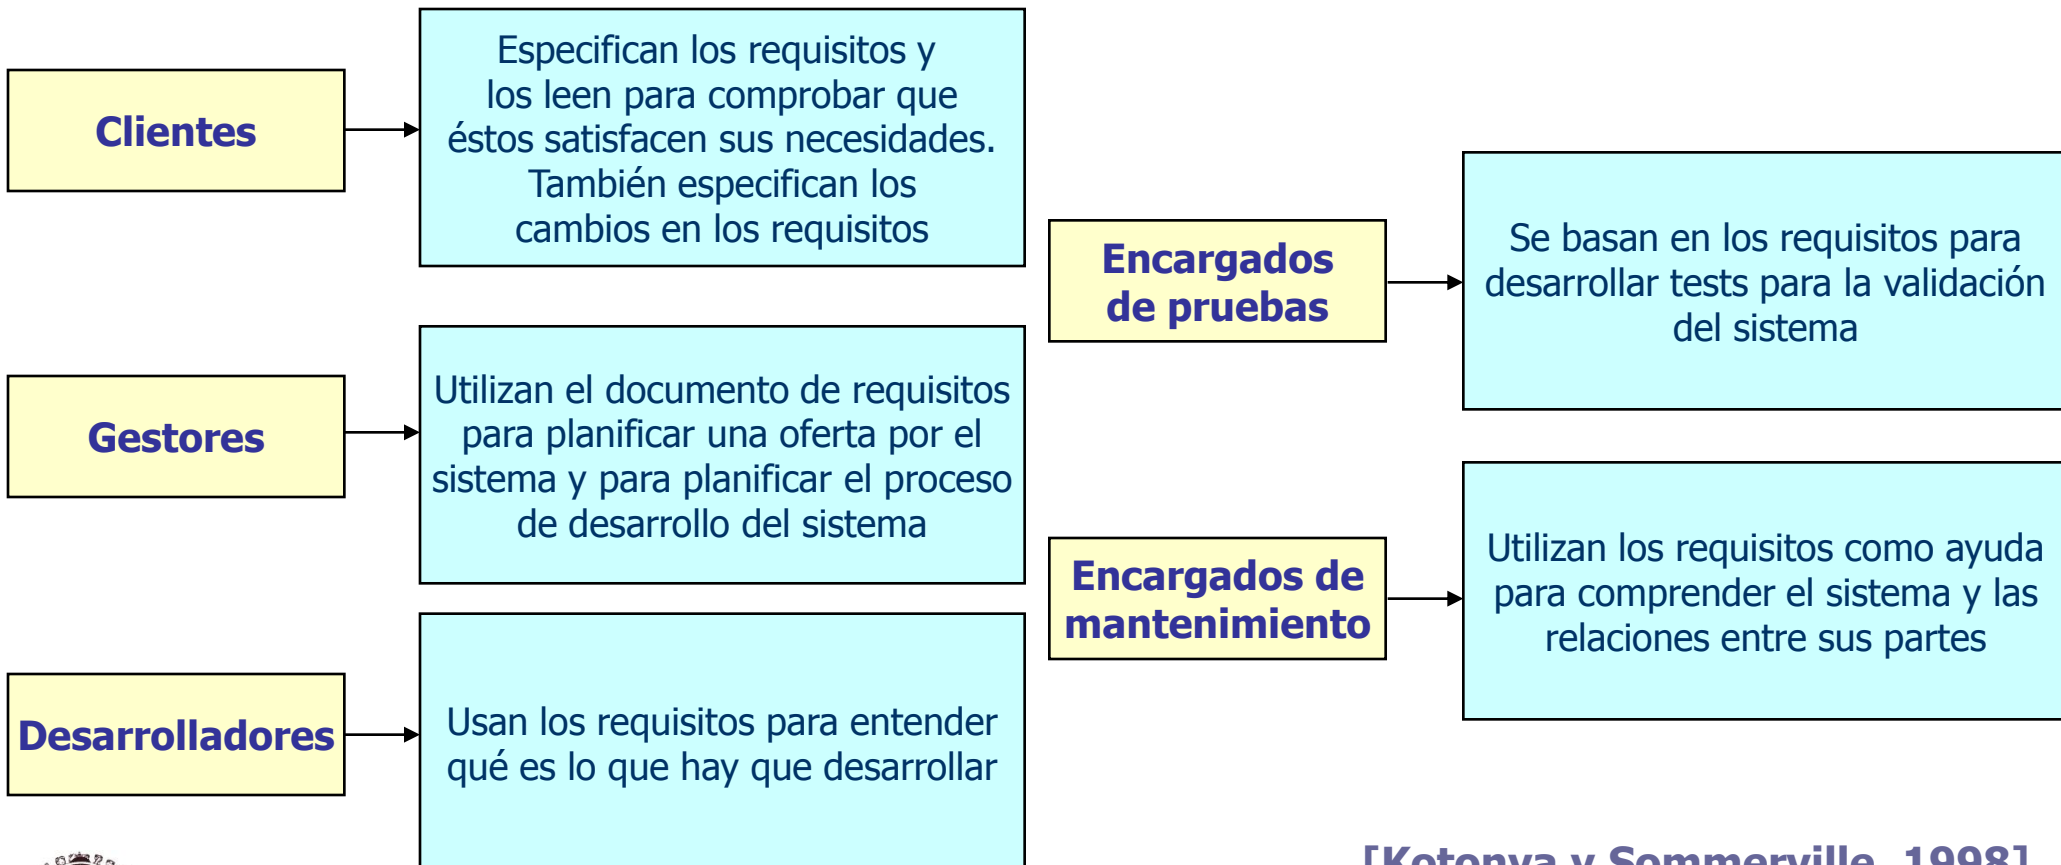 Clientes
Especifican los requisitos y
los leen para comprobar que
éstos satisfacen sus necesidades.
También especifican los
cambios en los requisitos
Gestores
Utilizan el documento de requisitos
para planificar una oferta por el
sistema y para planificar el proceso
de desarrollo del sistema
Desarrolladores
Usan los requisitos para entender
qué es lo que hay que desarrollar
Encargados
de pruebas
Se basan en los requisitos para
desarrollar tests para la validación
del sistema
Encargados de
mantenimiento
Utilizan los requisitos como ayuda
para comprender el sistema y las
relaciones entre sus partes
[Kotonya y Sommerville, 1998]